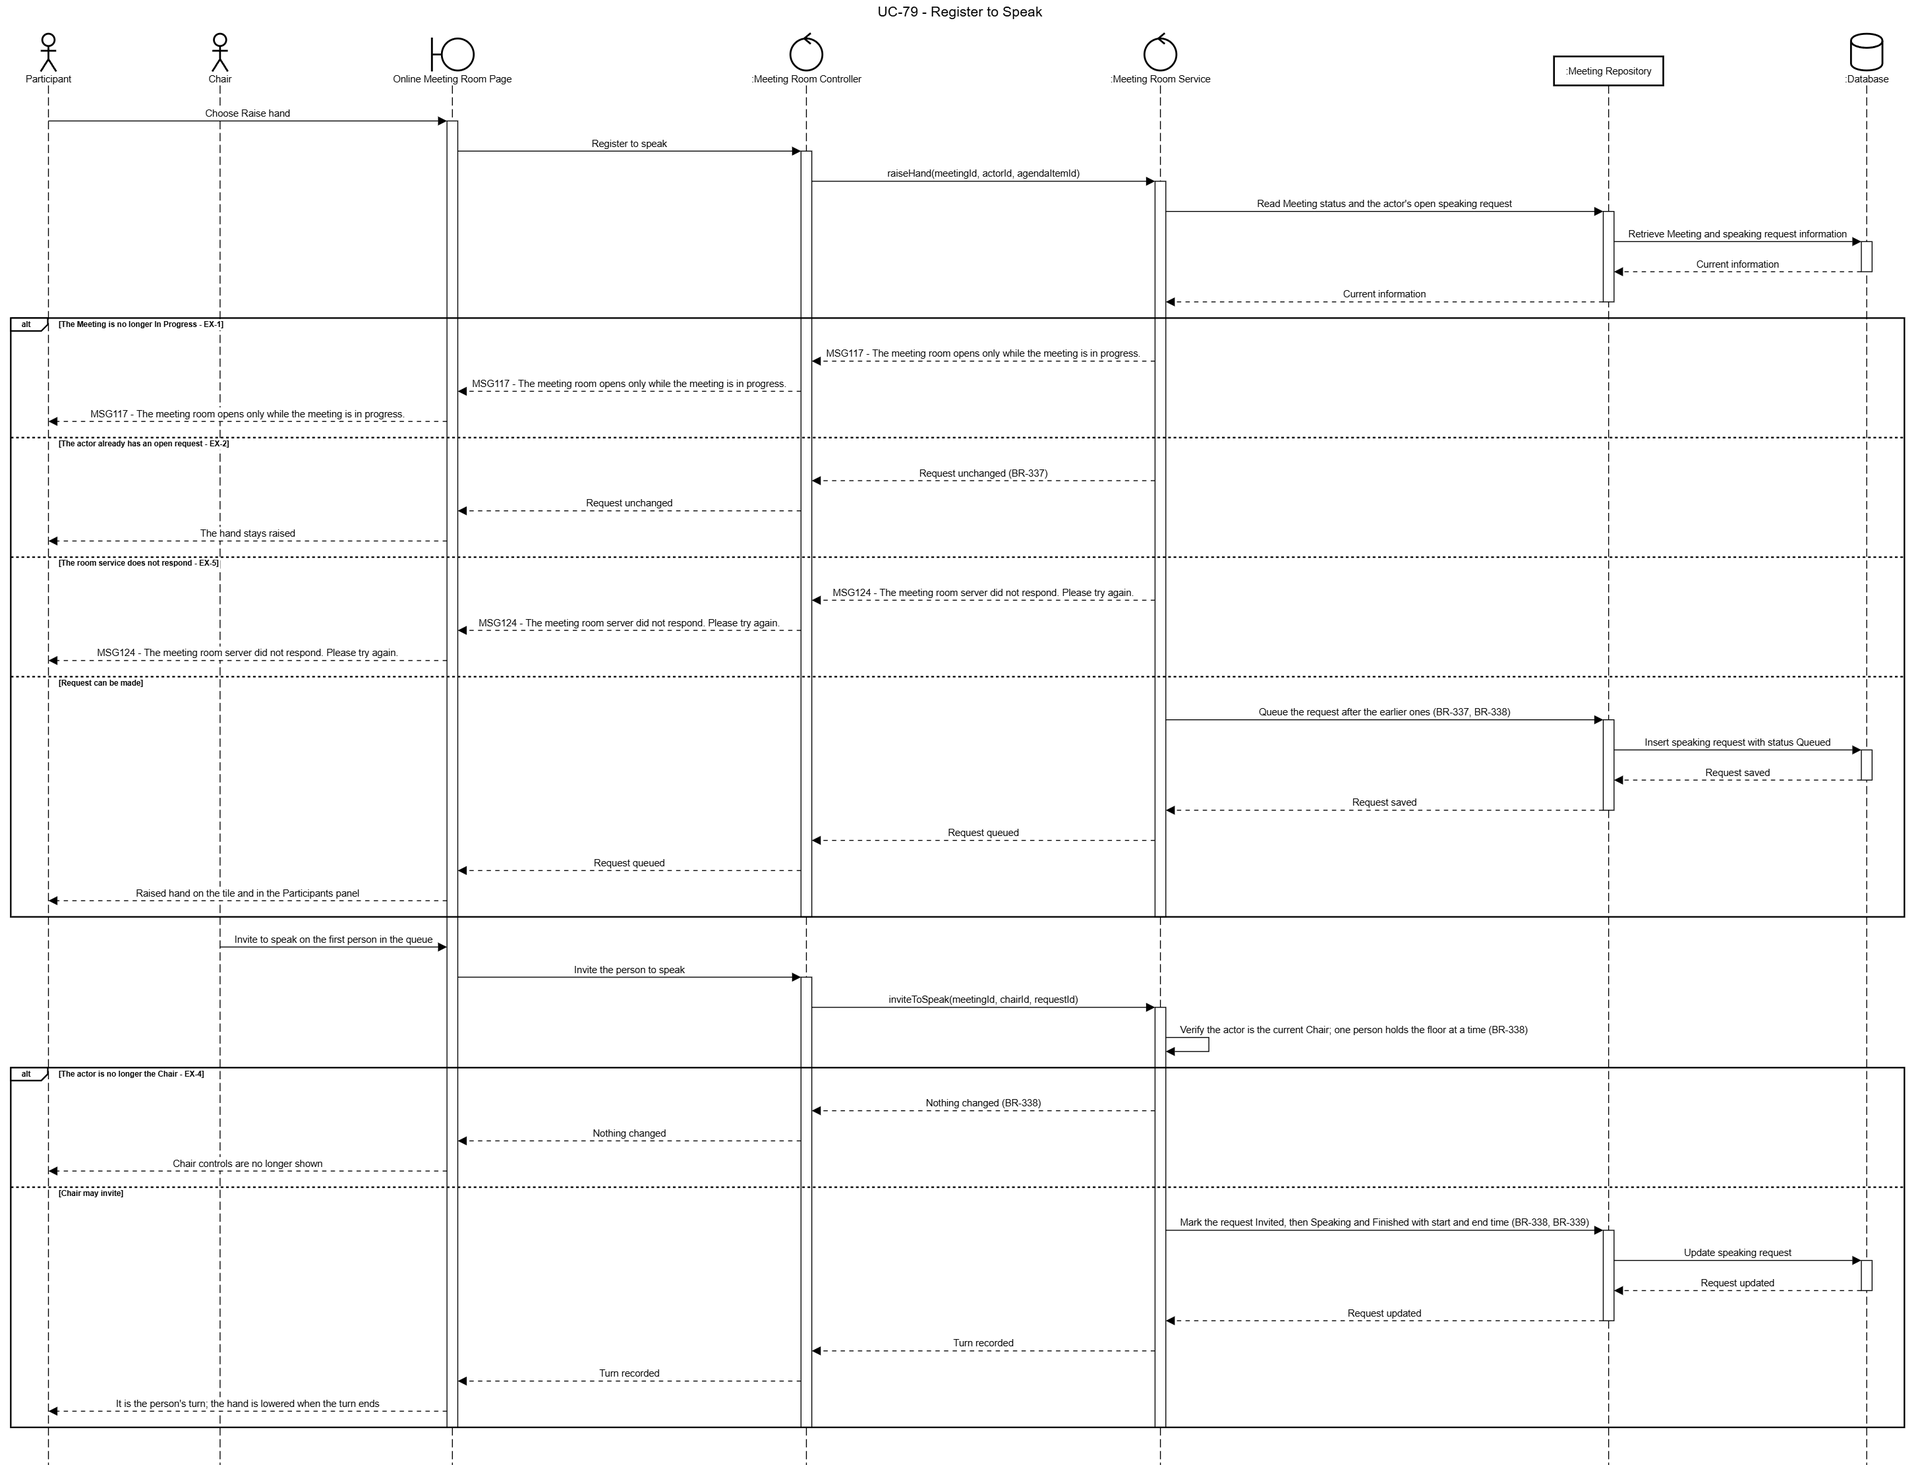 UC-79 - Register to Speak
Participant
Chair
Online Meeting Room Page
:Meeting Room Controller
:Meeting Room Service
:Meeting Repository
:Database
Choose Raise hand
Register to speak
raiseHand(meetingId, actorId, agendaItemId)
Read Meeting status and the actor's open speaking request
Retrieve Meeting and speaking request information
Current information
Current information
alt
[The Meeting is no longer In Progress - EX-1]
MSG117 - The meeting room opens only while the meeting is in progress.
MSG117 - The meeting room opens only while the meeting is in progress.
MSG117 - The meeting room opens only while the meeting is in progress.
[The actor already has an open request - EX-2]
Request unchanged (BR-337)
Request unchanged
The hand stays raised
[The room service does not respond - EX-5]
MSG124 - The meeting room server did not respond. Please try again.
MSG124 - The meeting room server did not respond. Please try again.
MSG124 - The meeting room server did not respond. Please try again.
[Request can be made]
Queue the request after the earlier ones (BR-337, BR-338)
Insert speaking request with status Queued
Request saved
Request saved
Request queued
Request queued
Raised hand on the tile and in the Participants panel
Invite to speak on the first person in the queue
Invite the person to speak
inviteToSpeak(meetingId, chairId, requestId)
Verify the actor is the current Chair; one person holds the floor at a time (BR-338)
alt
[The actor is no longer the Chair - EX-4]
Nothing changed (BR-338)
Nothing changed
Chair controls are no longer shown
[Chair may invite]
Mark the request Invited, then Speaking and Finished with start and end time (BR-338, BR-339)
Update speaking request
Request updated
Request updated
Turn recorded
Turn recorded
It is the person's turn; the hand is lowered when the turn ends